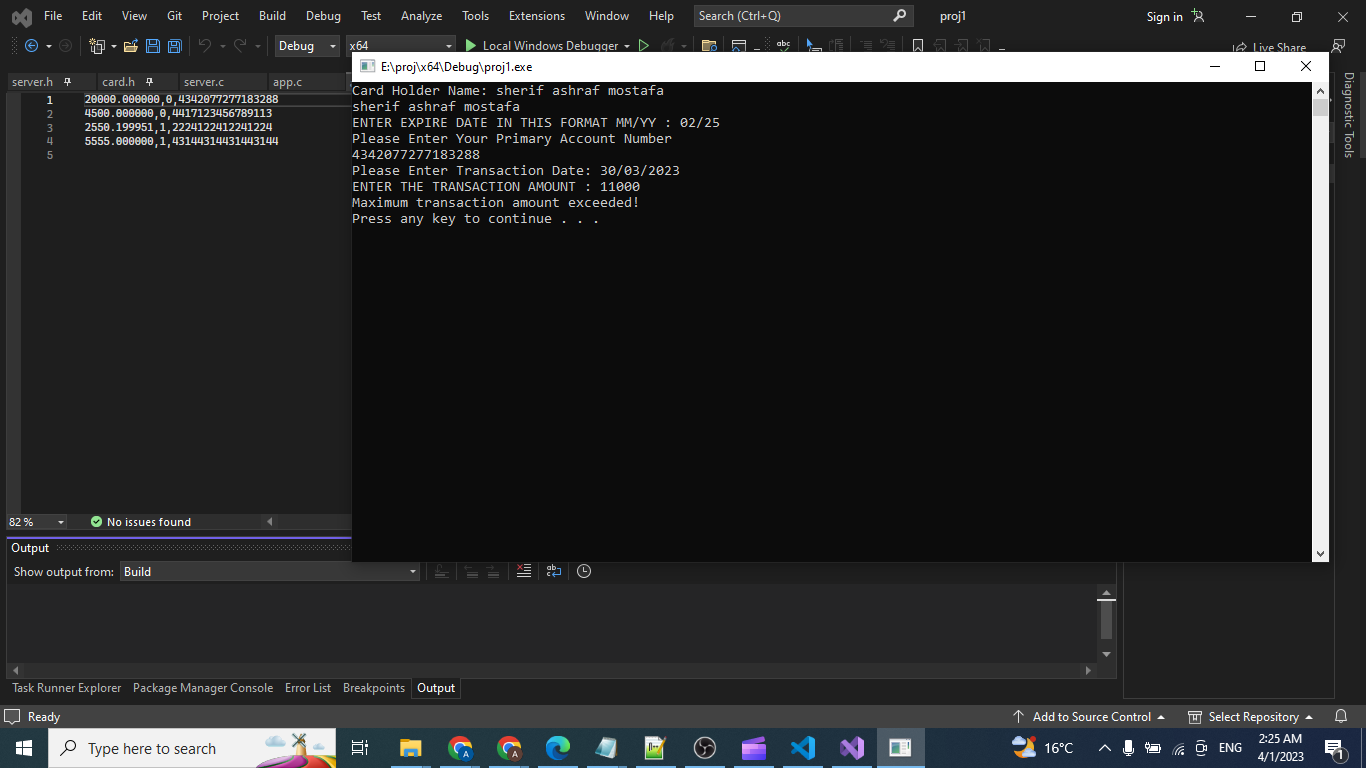 File Edit View Git Project Build Debug Test Analyze Tools Extensions Window Help Search (Ctrl+Q) proj1 Sign in
Debug x64 Local Windows Debugger abc Live Share
server.h card.h server.c app.c
E:\proj\x64\Debug\proj1.exe
1 20000.000000,0,4342077277183288
2 4500.000000,0,4417123456789113
3 2550.199951,1,2224122412241224
4 5555.000000,1,43144314431443144
5
Card Holder Name: sherif ashraf mostafa
sherif ashraf mostafa
ENTER EXPIRE DATE IN THIS FORMAT MM/YY : 02/25
Please Enter Your Primary Account Number
4342077277183288
Please Enter Transaction Date: 30/03/2023
ENTER THE TRANSACTION AMOUNT : 11000
Maximum transaction amount exceeded!
Press any key to continue . . .
Diagnostic Tools
82 % No issues found
Output
Show output from: Build
Task Runner Explorer Package Manager Console Error List Breakpoints Output
Ready Add to Source Control Select Repository
Type here to search 16°C ENG 2:25 AM
4/1/2023 1